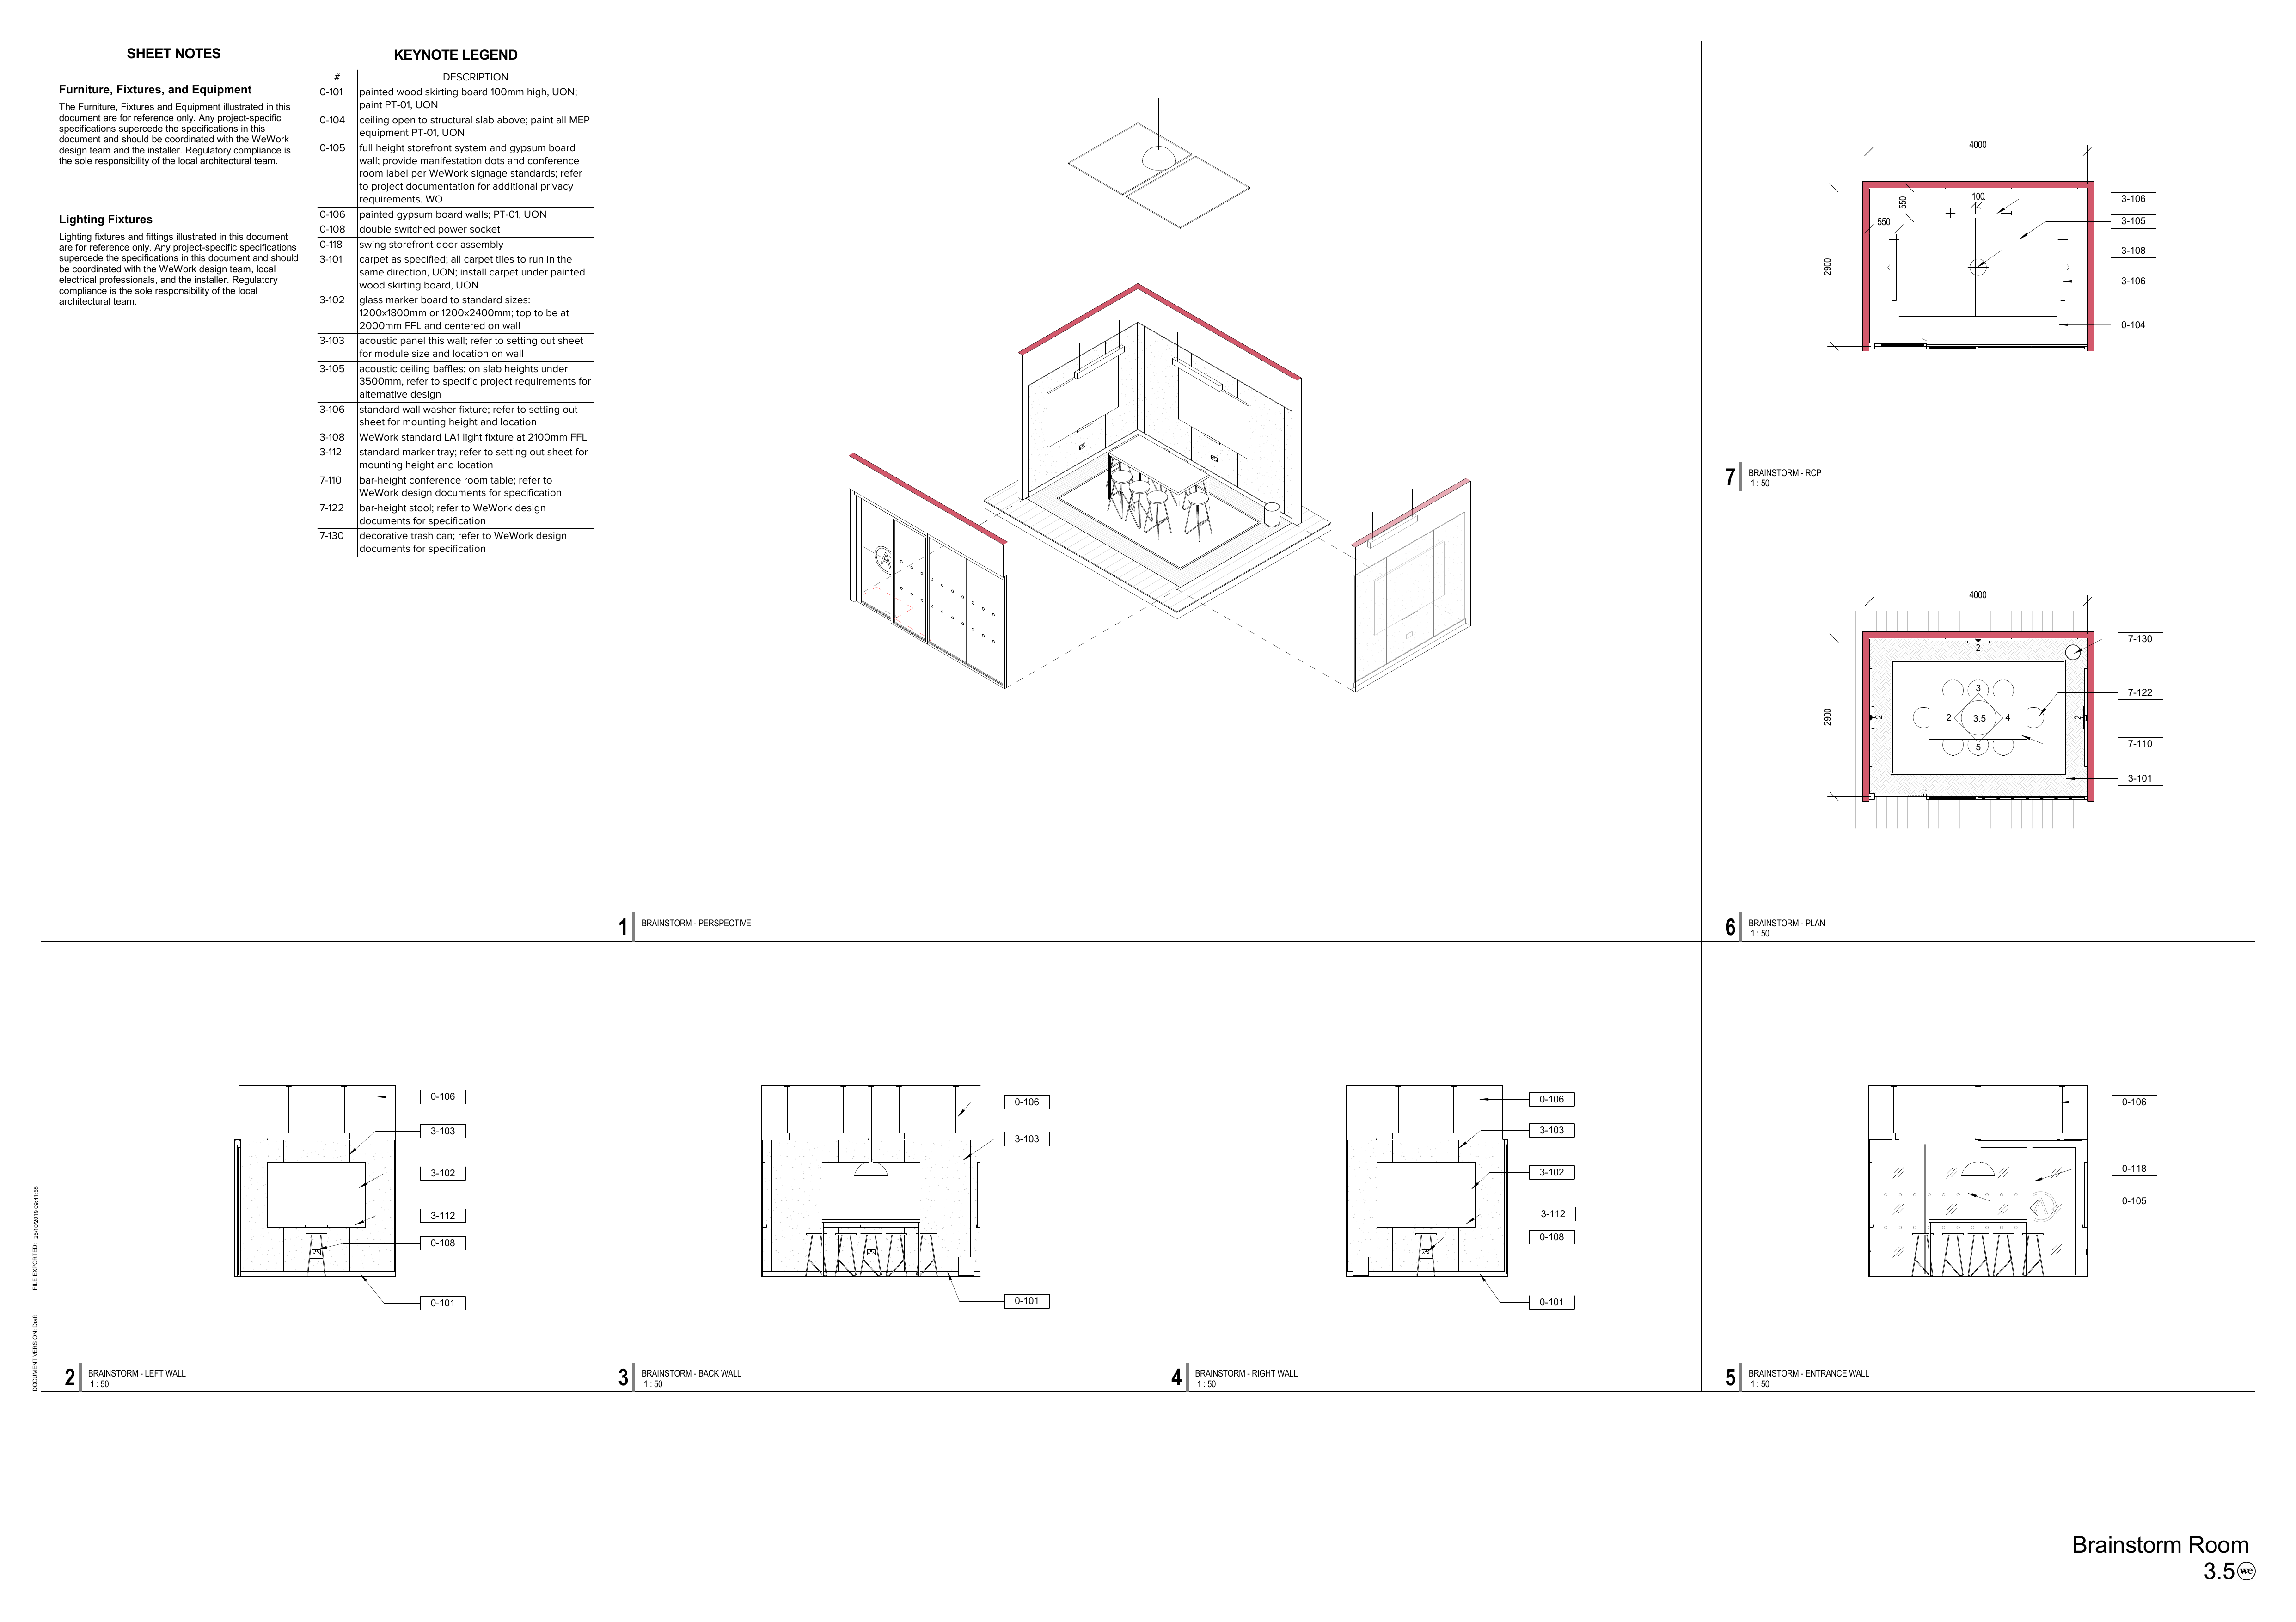 SHEET NOTES
Furniture, Fixtures, and Equipment
The Furniture, Fixtures and Equipment illustrated in this
document are for reference only. Any project-specific
specifications supercede the specifications in this
document and should be coordinated with the WeWork
design team and the installer. Regulatory compliance is
the sole responsibility of the local architectural team.
Lighting Fixtures
Lighting fixtures and fittings illustrated in this document
are for reference only. Any project-specific specifications
supercede the specifications in this document and should
be coordinated with the WeWork design team, local
electrical professionals, and the installer. Regulatory
compliance is the sole responsibility of the local
architectural team.
KEYNOTE LEGEND
# DESCRIPTION
0-101 painted wood skirting board 100mm high, UON;
paint PT-01, UON
0-104 ceiling open to structural slab above; paint all MEP
equipment PT-01, UON
0-105 full height storefront system and gypsum board
wall; provide manifestation dots and conference
room label per WeWork signage standards; refer
to project documentation for additional privacy
requirements. WO
0-106 painted gypsum board walls; PT-01, UON
0-108 double switched power socket
0-118 swing storefront door assembly
3-101 carpet as specified; all carpet tiles to run in the
same direction, UON; install carpet under painted
wood skirting board, UON
3-102 glass marker board to standard sizes:
1200x1800mm or 1200x2400mm; top to be at
2000mm FFL and centered on wall
3-103 acoustic panel this wall; refer to setting out sheet
for module size and location on wall
3-105 acoustic ceiling baffles; on slab heights under
3500mm, refer to specific project requirements for
alternative design
3-106 standard wall washer fixture; refer to setting out
sheet for mounting height and location
3-108 WeWork standard LA1 light fixture at 2100mm FFL
3-112 standard marker tray; refer to setting out sheet for
mounting height and location
7-110 bar-height conference room table; refer to
WeWork design documents for specification
7-122 bar-height stool; refer to WeWork design
documents for specification
7-130 decorative trash can; refer to WeWork design
documents for specification
A
1 BRAINSTORM - PERSPECTIVE
4000
2900
550
550
100
3-106
3-105
3-108
3-106
0-104
7 BRAINSTORM - RCP
1 : 50
4000
2900
2
2
2
3
2
3.5
4
5
7-130
7-122
7-110
3-101
6 BRAINSTORM - PLAN
1 : 50
0-106
3-103
3-102
3-112
0-108
0-101
2 BRAINSTORM - LEFT WALL
1 : 50
0-106
3-103
0-101
3 BRAINSTORM - BACK WALL
1 : 50
0-106
3-103
3-102
3-112
0-108
0-101
4 BRAINSTORM - RIGHT WALL
1 : 50
0-106
0-118
0-105
A
5 BRAINSTORM - ENTRANCE WALL
1 : 50
DOCUMENT VERSION: Draft FILE EXPORTED: 25/10/2019 09:41:55
Brainstorm Room
3.5 we